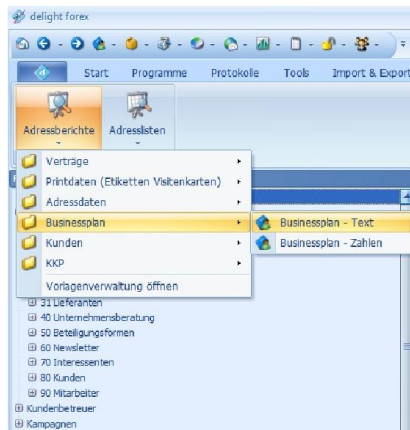 delight forex
Start Programme Protokolle Tools Import & Export
Adressberichte Adresslisten
Verträge
Printdaten (Etiketten Visitenkarten)
Adressdaten
Businessplan
Businessplan - Text
Kunden
Businessplan - Zahlen
KKP
Vorlagenverwaltung öffnen
31 Lieferanten
40 Unternehmensberatung
50 Beteiligungsformen
60 Newsletter
70 Interessenten
80 Kunden
90 Mitarbeiter
Kundenbetreuer
Kampagnen